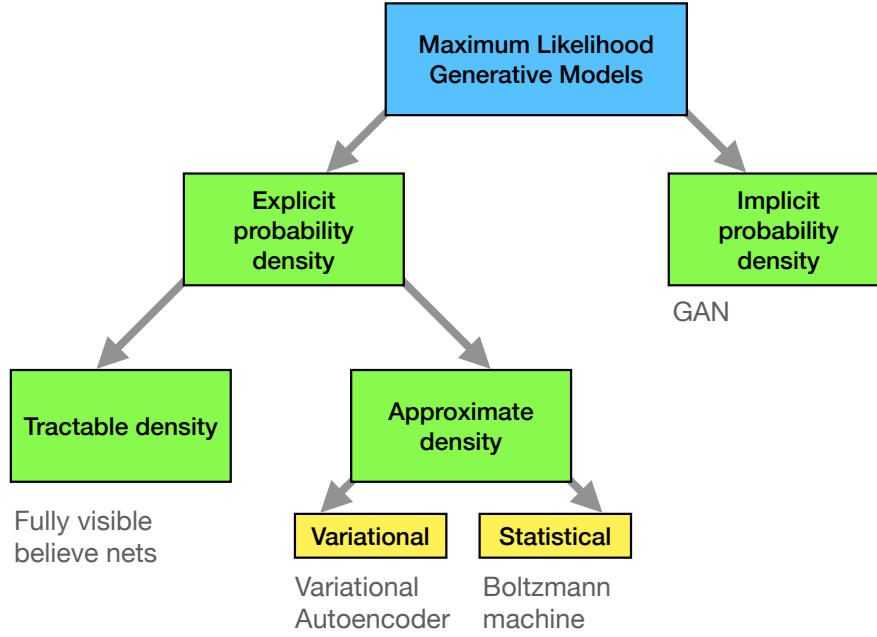 Maximum Likelihood
Generative Models
Explicit
probability
density
Implicit
probability
density
GAN
Tractable density
Approximate
density
Fully visible
believe nets
Variational
Statistical
Variational
Autoencoder
Boltzmann
machine